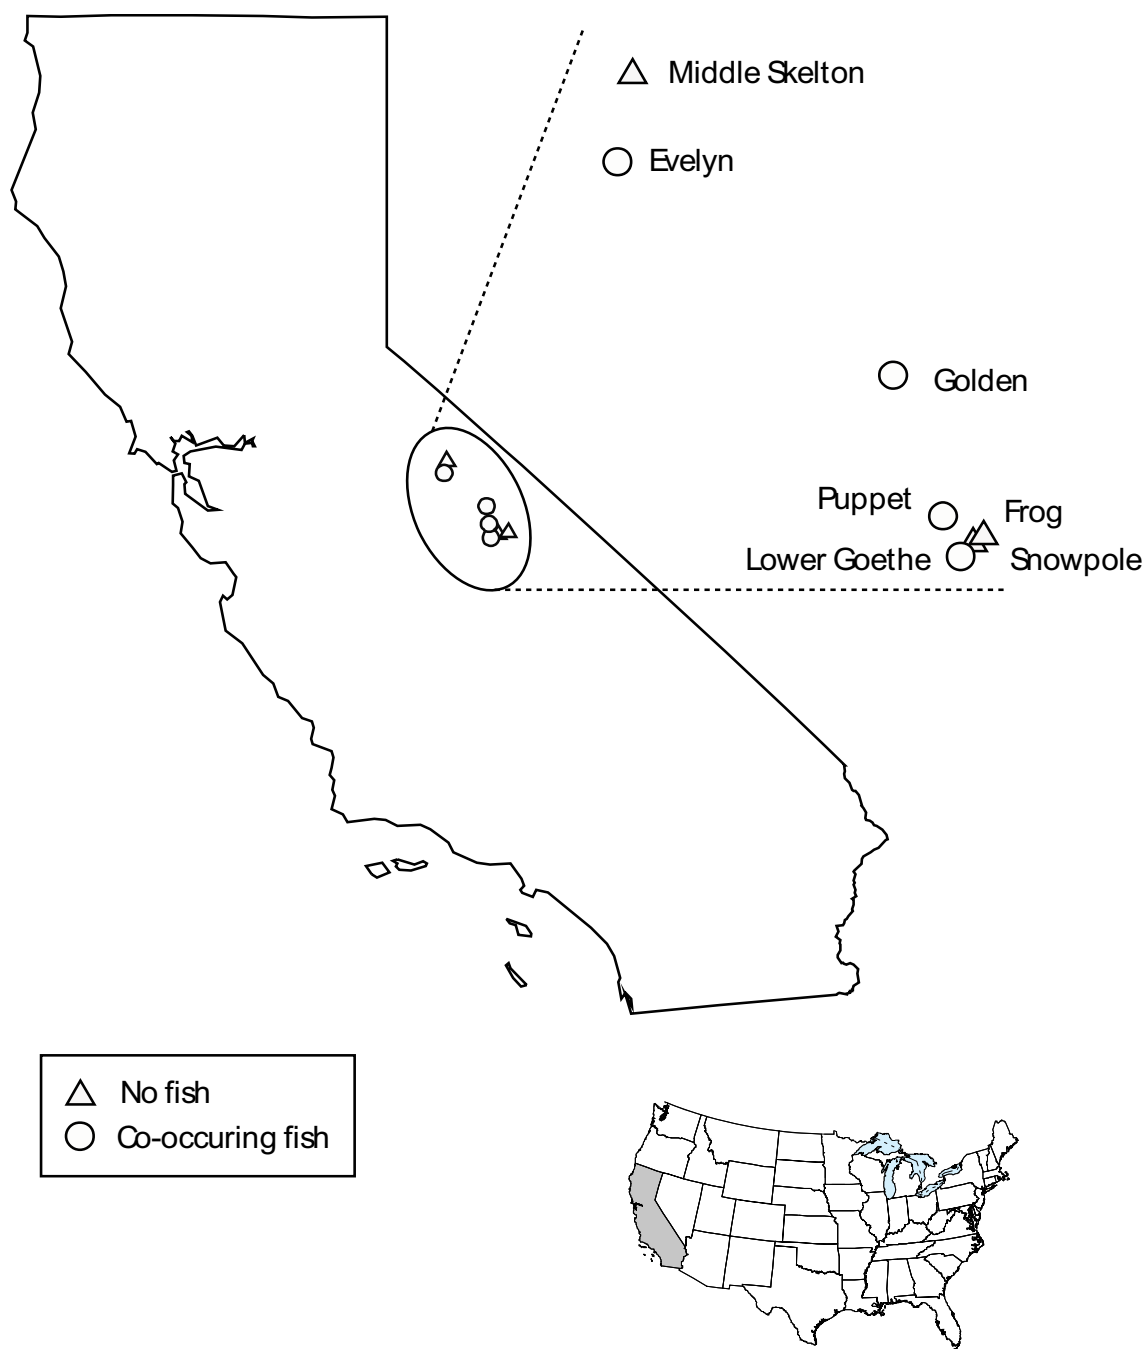 Middle Skelton
Evelyn
Golden
Puppet
Frog
Lower Goethe
Snowpole
No fish
Co-occuring fish